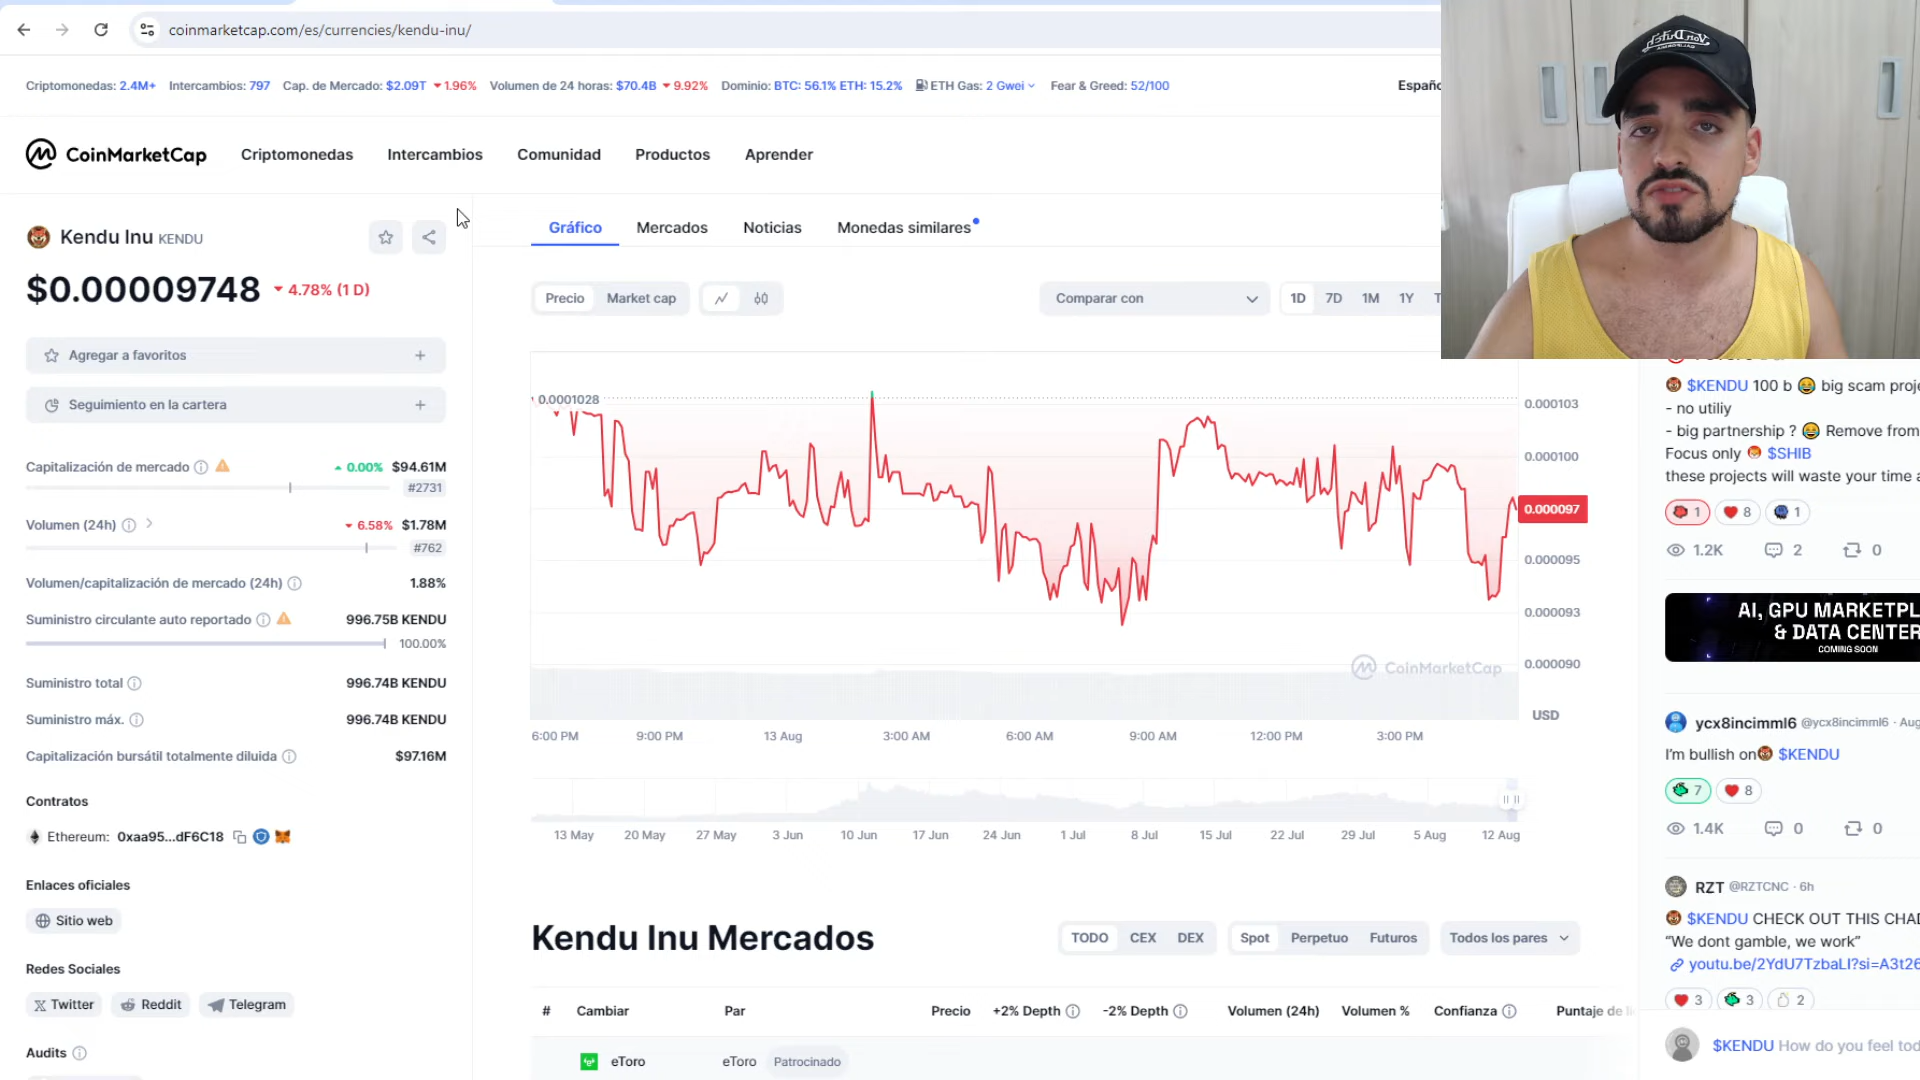 coinmarketcap.com/es/currencies/kendu-inu/
Criptomonedas: 2.4M+ Intercambios: 797 Cap. de Mercado: $2.09T 1.96% Volumen de 24 horas: $70.4B 9.92% Dominio: BTC: 56.1% ETH: 15.2% ETH Gas: 2 Gwei Fear & Greed: 52/100 Españo
CoinMarketCap Criptomonedas Intercambios Comunidad Productos Aprender
Von Dutch
Kendu Inu KENDU
$0.00009748 4.78% (1 D)
Agregar a favoritos +
Seguimiento en la cartera +
Capitalización de mercado 0.00% $94.61M
#2731
Volumen (24h) 6.58% $1.78M
#762
Volumen/capitalización de mercado (24h) 1.88%
Suministro circulante auto reportado 996.75B KENDU
100.00%
Suministro total 996.74B KENDU
Suministro máx. 996.74B KENDU
Capitalización bursátil totalmente diluida $97.16M
Contratos
Ethereum: 0xaa95...dF6C18
Enlaces oficiales
Sitio web
Redes Sociales
Twitter Reddit Telegram
Audits
Gráfico Mercados Noticias Monedas similares
Precio Market cap Comparar con 1D 7D 1M 1Y
0.0001028
0.000103
0.000100
0.000097
0.000095
0.000093
0.000090
CoinMarketCap
USD
6:00 PM 9:00 PM 13 Aug 3:00 AM 6:00 AM 9:00 AM 12:00 PM 3:00 PM
13 May 20 May 27 May 3 Jun 10 Jun 17 Jun 24 Jun 1 Jul 8 Jul 15 Jul 22 Jul 29 Jul 5 Aug 12 Aug
Kendu Inu Mercados TODO CEX DEX Spot Perpetuo Futuros Todos los pares
# Cambiar Par Precio +2% Depth -2% Depth Volumen (24h) Volumen % Confianza Puntaje de
eToro eToro Patrocinado
$KENDU 100 b 😂 big scam proje
- no utiliy
- big partnership ? 😂 Remove from
Focus only $SHIB
these projects will waste your time a
1 8 1
1.2K 2 0
AI, GPU MARKETPL
& DATA CENTER
COMING SOON
ycx8incimml6 @ycx8incimml6 · Aug
I'm bullish on $KENDU
7 8
1.4K 0 0
RZT @RZTCNC · 6h
$KENDU CHECK OUT THIS CHAD
“We dont gamble, we work”
youtu.be/2YdU7TzbaLI?si=A3t26
3 3 2
$KENDU How do you feel tod